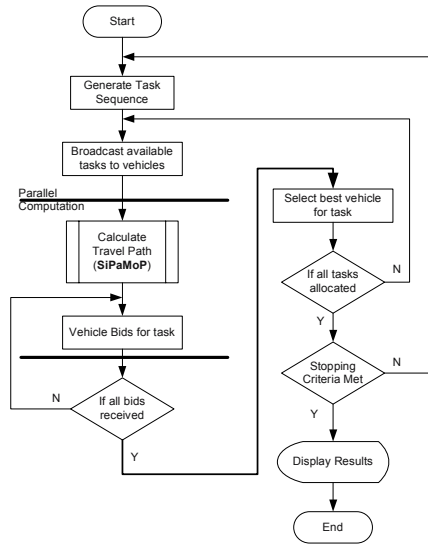 Start
Generate Task
Sequence
Broadcast available
tasks to vehicles
Parallel
Computation
Calculate
Travel Path
(SiPaMoP)
Vehicle Bids for task
If all bids
received
N
Y
Select best vehicle
for task
If all tasks
allocated
N
Y
Stopping
Criteria Met
N
Y
Display Results
End